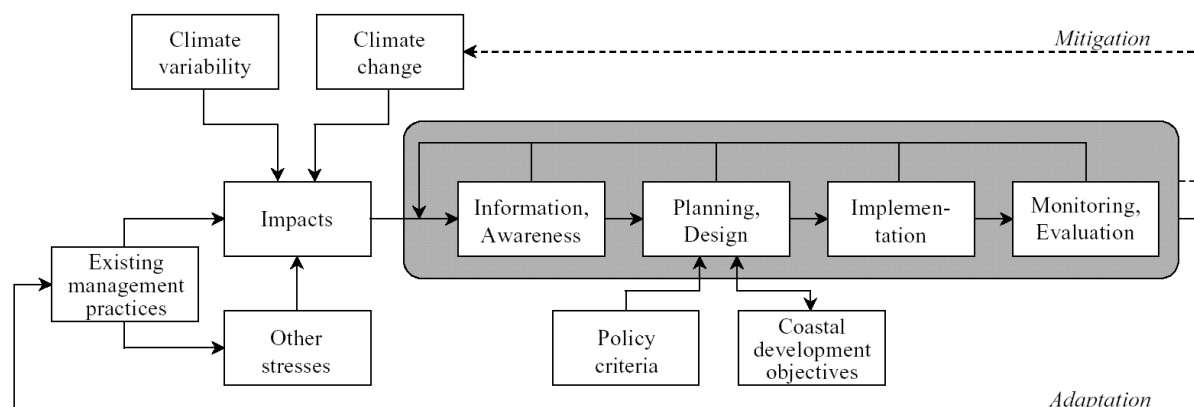 Climate
variability
Climate
change
Mitigation
Impacts
Information,
Awareness
Planning,
Design
Implemen-
tation
Monitoring,
Evaluation
Existing
management
practices
Other
stresses
Policy
criteria
Coastal
development
objectives
Adaptation